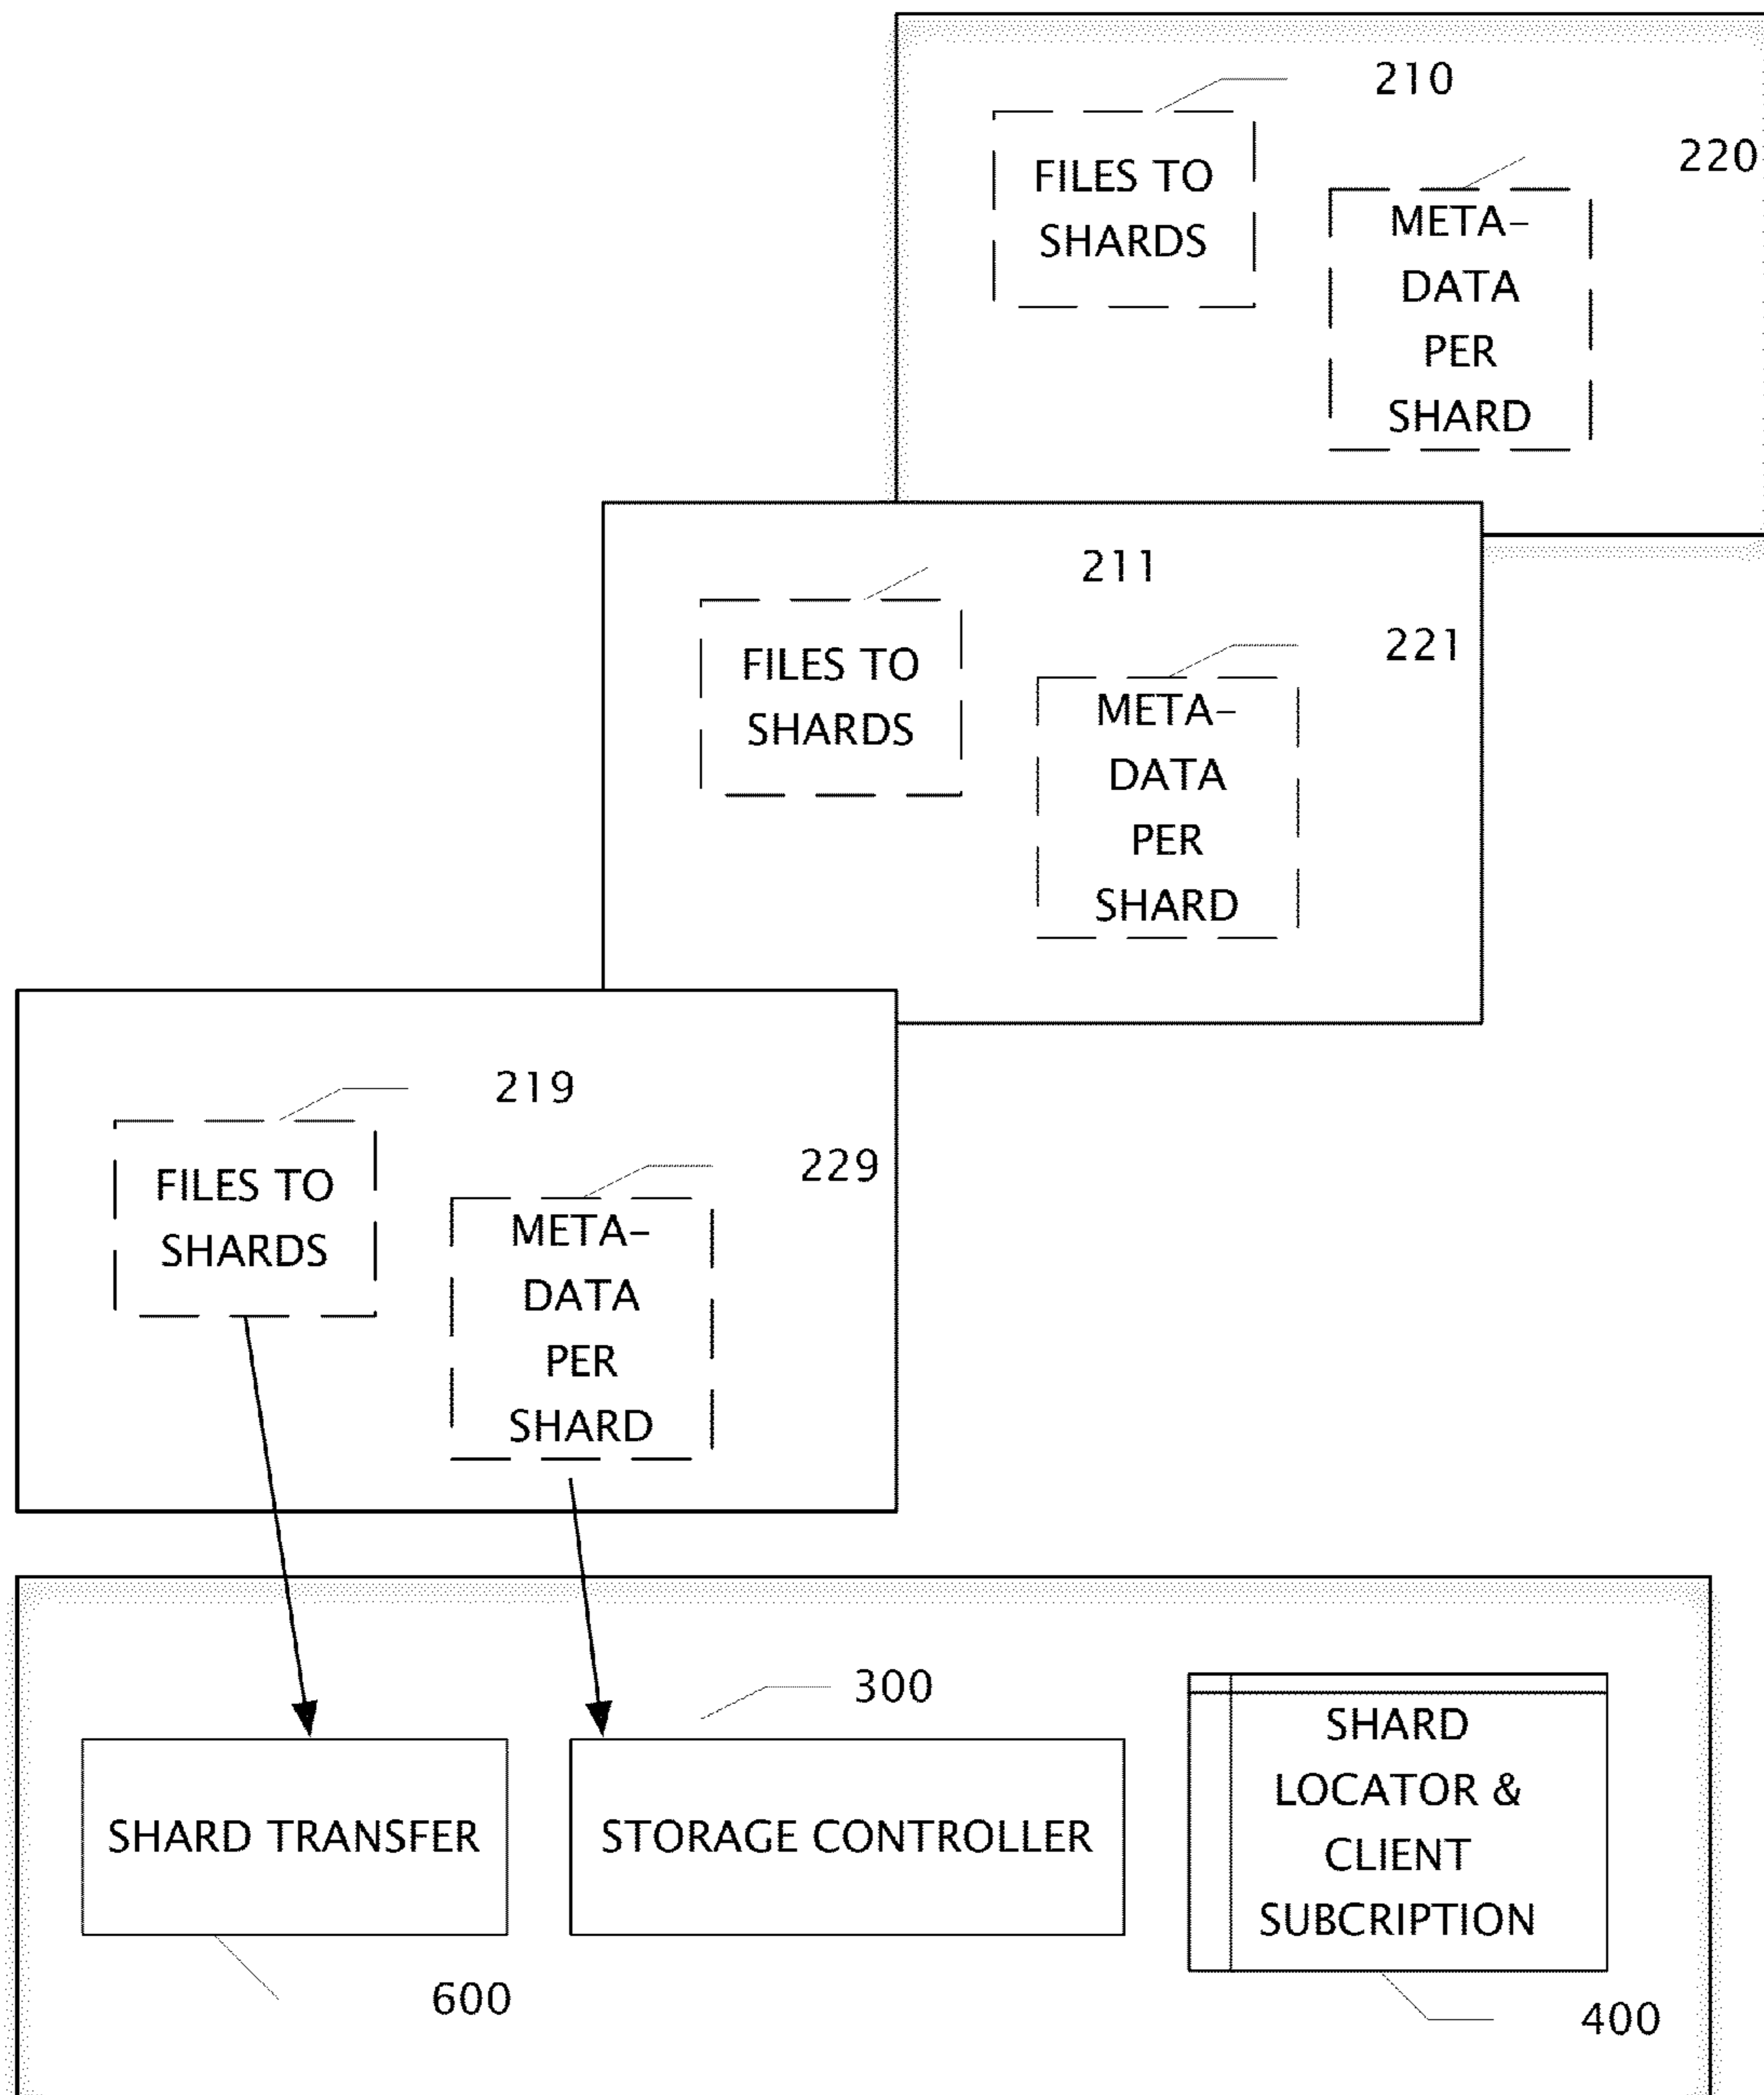 210
FILES TO
SHARDS
220
META-
DATA
PER
SHARD
211
FILES TO
SHARDS
221
META-
DATA
PER
SHARD
219
FILES TO
SHARDS
229
META-
DATA
PER
SHARD
300
SHARD TRANSFER
STORAGE CONTROLLER
SHARD
LOCATOR &
CLIENT
SUBCRIPTION
600
400